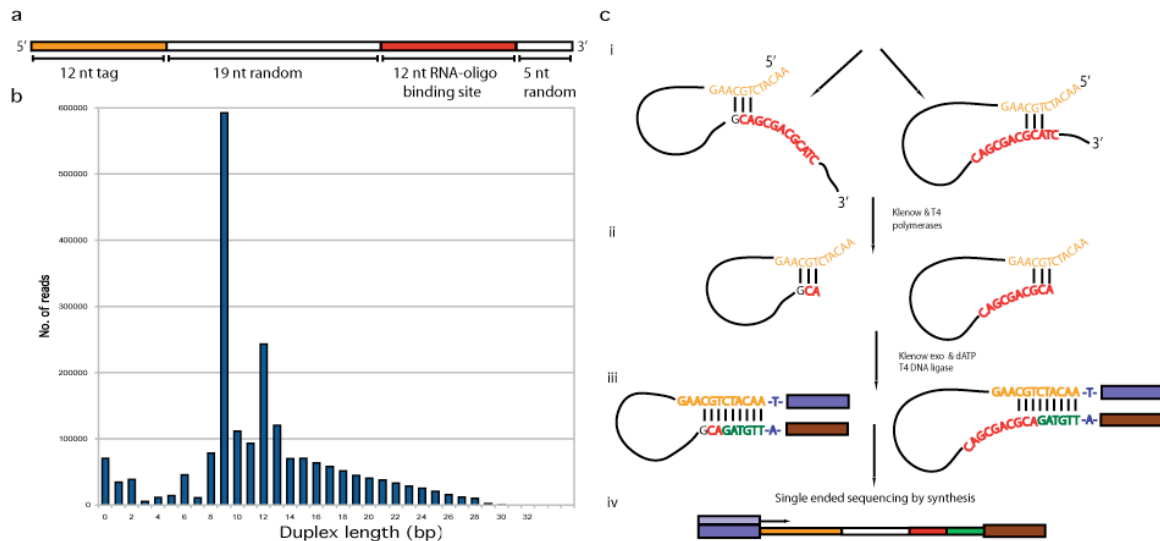 a
5′ 3′
12 nt tag 19 nt random 12 nt RNA-oligo binding site 5 nt random
b
600000
500000
400000
300000
200000
100000
0
No. of reads
0 2 4 6 8 10 12 14 16 18 20 22 24 26 28 30 32
Duplex length (bp)
c
i
5′
GAACGTCTACAA
GCAGCGACGCATC
3′
GAACGTCTACAA 5′
CAGCGACGCATC
3′
Klenow & T4
polymerases
ii
GAACGTCTACAA
GCA
GAACGTCTACAA
CAGCGACGCA
Klenow exo & dATP
T4 DNA ligase
iii
GAACGTCTACAA -T-
GCAGATGTT -A-
GAACGTCTACAA -T-
CAGCGACGCAGATGTT -A-
Single ended sequencing by synthesis
iv